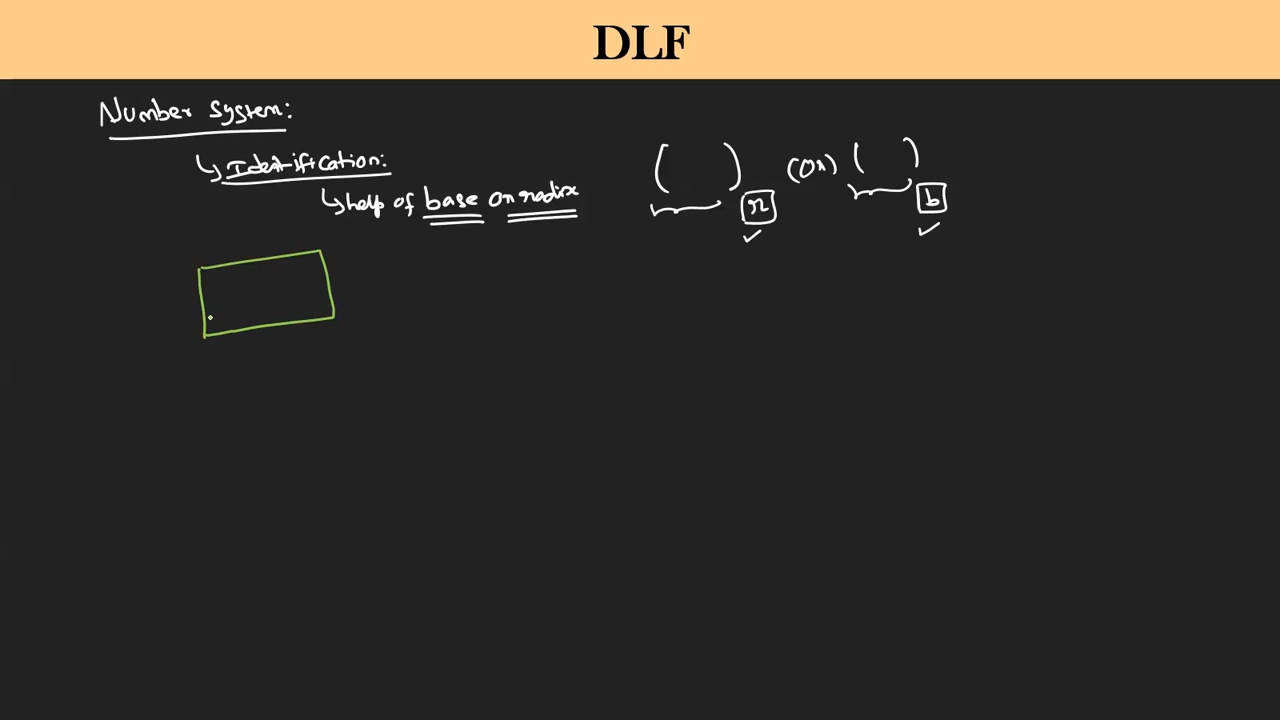 DLF
Number System:
↳ Identification:
↳ help of base or radix
( )r (or) ( )b